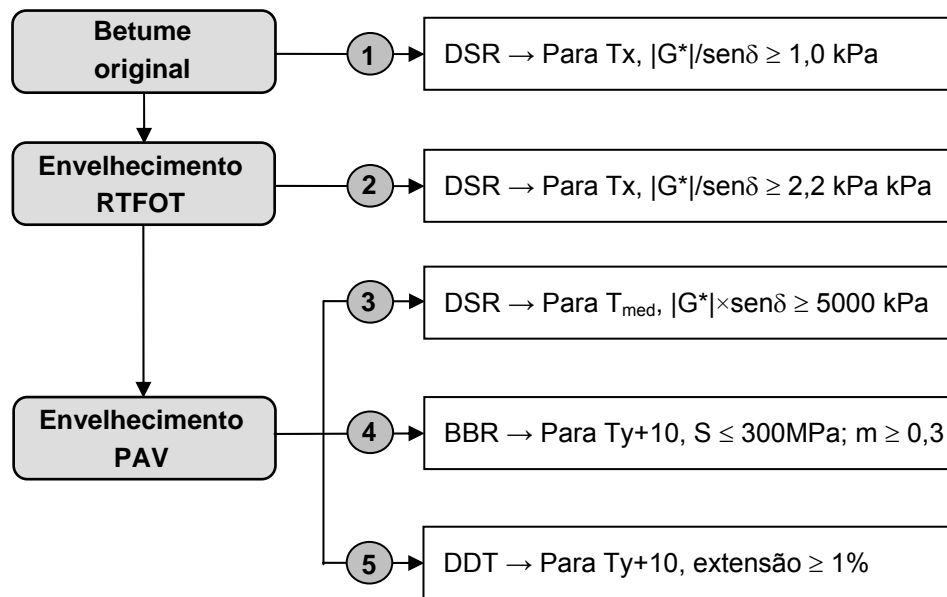 Betume
original
1
DSR → Para Tx, |G*|/senδ ≥ 1,0 kPa
Envelhecimento
RTFOT
2
DSR → Para Tx, |G*|/senδ ≥ 2,2 kPa kPa
3
DSR → Para Tmed, |G*|×senδ ≥ 5000 kPa
Envelhecimento
PAV
4
BBR → Para Ty+10, S ≤ 300MPa; m ≥ 0,3
5
DDT → Para Ty+10, extensão ≥ 1%